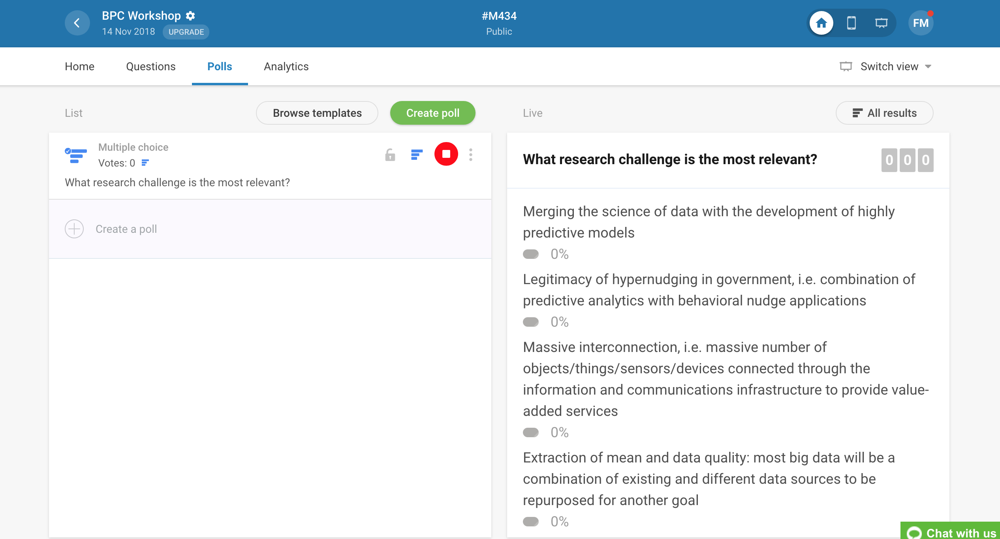 BPC Workshop
14 Nov 2018 UPGRADE
#M434
Public
FM
Home Questions Polls Analytics
Switch view
List Browse templates Create poll
Multiple choice
Votes: 0
What research challenge is the most relevant?
Create a poll
Live All results
What research challenge is the most relevant? 0 0 0
Merging the science of data with the development of highly
predictive models
0%
Legitimacy of hypernudging in government, i.e. combination of
predictive analytics with behavioral nudge applications
0%
Massive interconnection, i.e. massive number of
objects/things/sensors/devices connected through the
information and communications infrastructure to provide value-
added services
0%
Extraction of mean and data quality: most big data will be a
combination of existing and different data sources to be
repurposed for another goal
0%
Chat with us